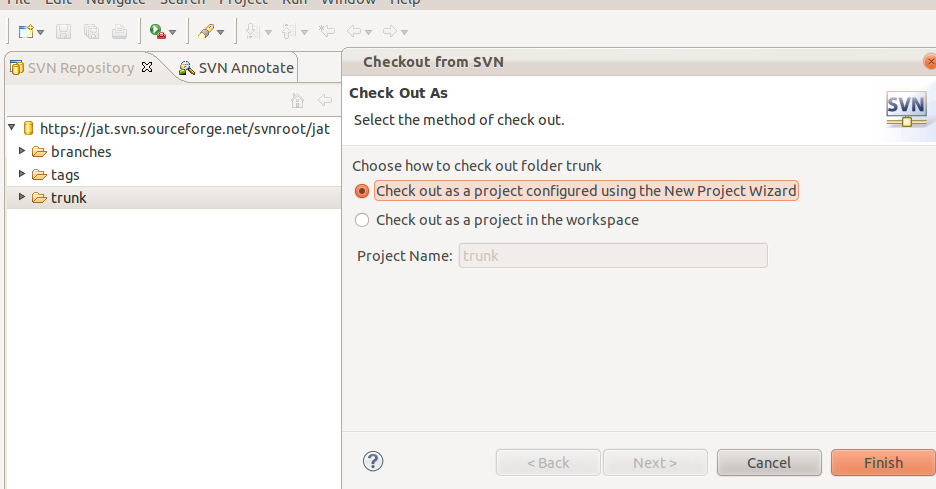 File Edit Navigate Search Project Run Window Help
SVN Repository
SVN Annotate
https://jat.svn.sourceforge.net/svnroot/jat
branches
tags
trunk
Checkout from SVN
Check Out As
Select the method of check out.
SVN
Choose how to check out folder trunk
Check out as a project configured using the New Project Wizard
Check out as a project in the workspace
Project Name: trunk
< Back Next > Cancel Finish